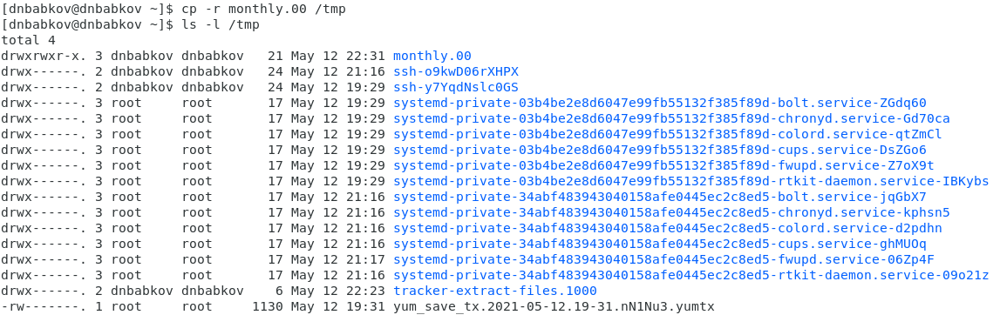 [dnbabkov@dnbabkov ~]$ cp -r monthly.00 /tmp
[dnbabkov@dnbabkov ~]$ ls -l /tmp
total 4
drwxrwxr-x. 3 dnbabkov dnbabkov   21 May 12 22:31 monthly.00
drwx------. 2 dnbabkov dnbabkov   24 May 12 21:16 ssh-o9kwD06rXHPX
drwx------. 2 dnbabkov dnbabkov   24 May 12 19:29 ssh-y7YqdNslc0GS
drwx------. 3 root     root       17 May 12 19:29 systemd-private-03b4be2e8d6047e99fb55132f385f89d-bolt.service-ZGdq60
drwx------. 3 root     root       17 May 12 19:29 systemd-private-03b4be2e8d6047e99fb55132f385f89d-chronyd.service-Gd70ca
drwx------. 3 root     root       17 May 12 19:29 systemd-private-03b4be2e8d6047e99fb55132f385f89d-colord.service-qtZmCl
drwx------. 3 root     root       17 May 12 19:29 systemd-private-03b4be2e8d6047e99fb55132f385f89d-cups.service-DsZGo6
drwx------. 3 root     root       17 May 12 19:29 systemd-private-03b4be2e8d6047e99fb55132f385f89d-fwupd.service-Z7oX9t
drwx------. 3 root     root       17 May 12 19:29 systemd-private-03b4be2e8d6047e99fb55132f385f89d-rtkit-daemon.service-IBKybs
drwx------. 3 root     root       17 May 12 21:16 systemd-private-34abf483943040158afe0445ec2c8ed5-bolt.service-jqGbX7
drwx------. 3 root     root       17 May 12 21:16 systemd-private-34abf483943040158afe0445ec2c8ed5-chronyd.service-kphsn5
drwx------. 3 root     root       17 May 12 21:16 systemd-private-34abf483943040158afe0445ec2c8ed5-colord.service-d2pdhn
drwx------. 3 root     root       17 May 12 21:16 systemd-private-34abf483943040158afe0445ec2c8ed5-cups.service-ghMUOq
drwx------. 3 root     root       17 May 12 21:17 systemd-private-34abf483943040158afe0445ec2c8ed5-fwupd.service-06Zp4F
drwx------. 3 root     root       17 May 12 21:16 systemd-private-34abf483943040158afe0445ec2c8ed5-rtkit-daemon.service-09o21z
drwx------. 2 dnbabkov dnbabkov    6 May 12 22:23 tracker-extract-files.1000
-rw-------. 1 root     root     1130 May 12 19:31 yum_save_tx.2021-05-12.19-31.nN1Nu3.yumtx